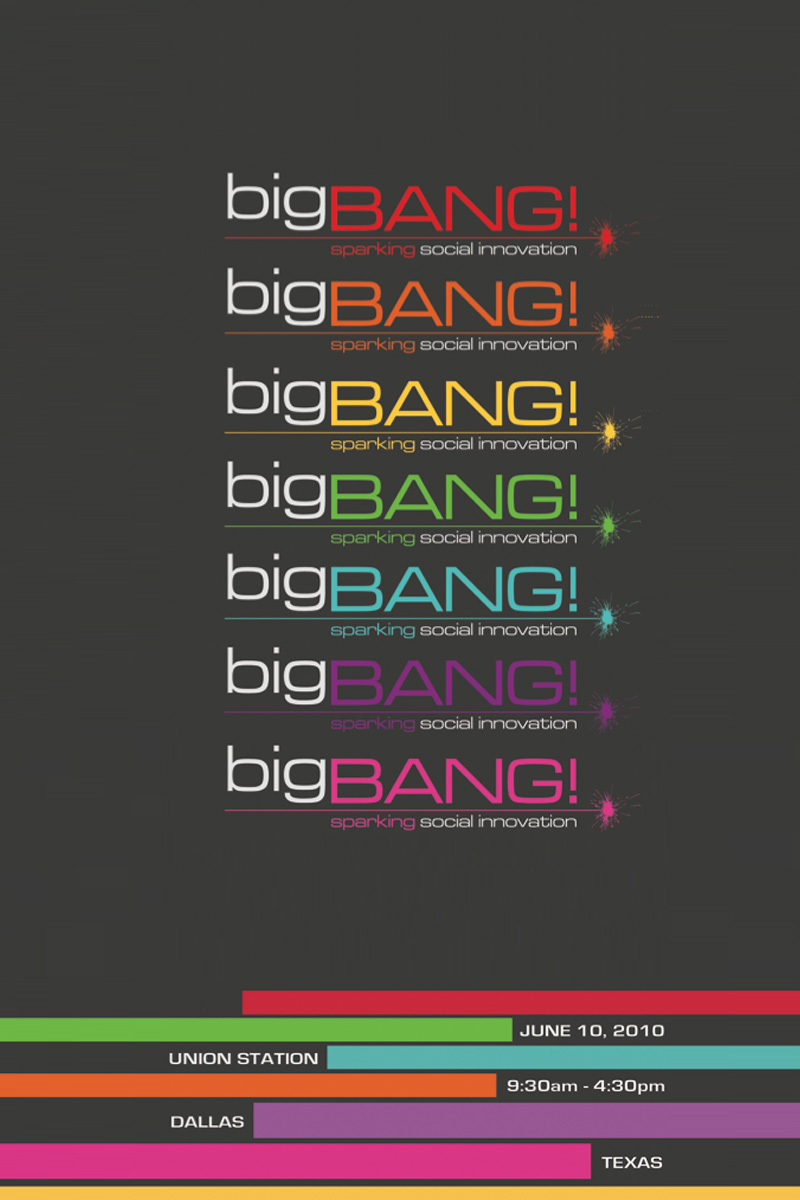 bigBANG!
sparking social innovation
bigBANG!
sparking social innovation
bigBANG!
sparking social innovation
bigBANG!
sparking social innovation
bigBANG!
sparking social innovation
bigBANG!
sparking social innovation
bigBANG!
sparking social innovation
JUNE 10, 2010
UNION STATION
9:30am - 4:30pm
DALLAS
TEXAS